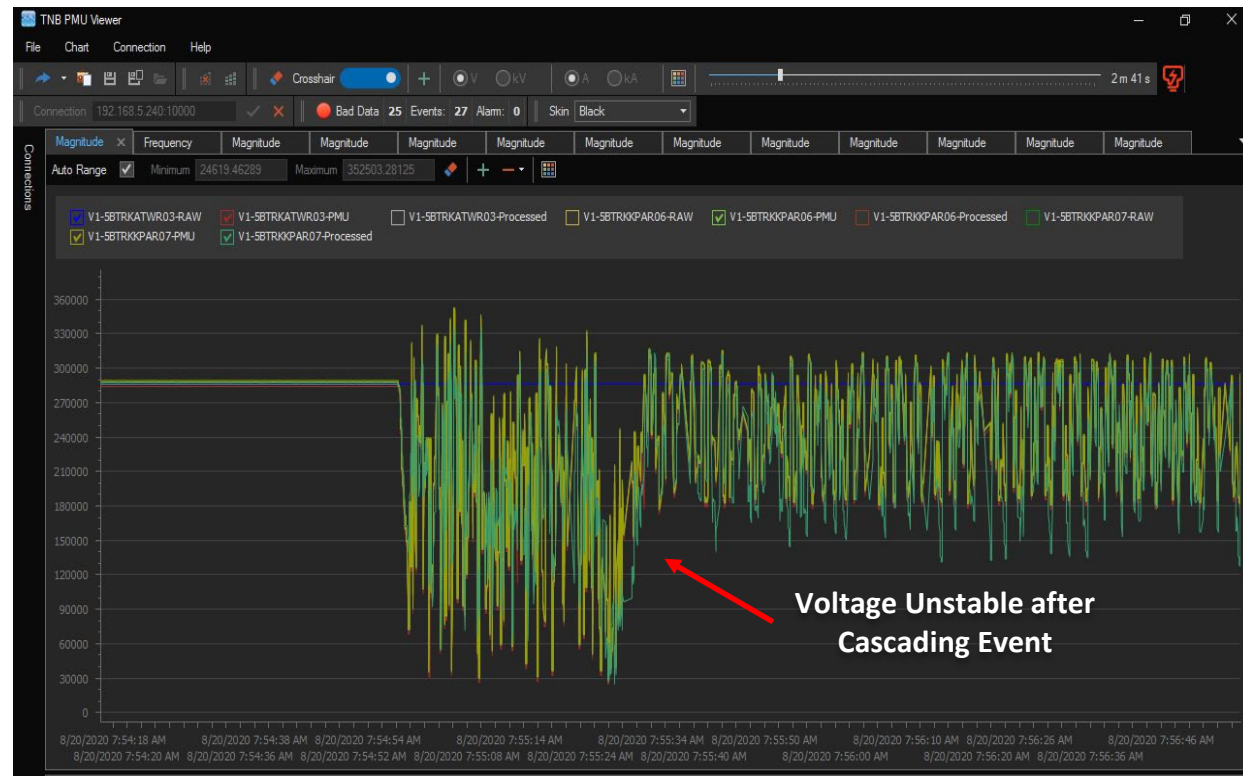 TNB PMU Viewer
File Chart Connection Help
Crosshair V kV A kA 2 m 41 s
Connection 192.168.5.240:10000 Bad Data 25 Events: 27 Alarm: 0 Skin Black
Connections
Magnitude Frequency Magnitude Magnitude Magnitude Magnitude Magnitude Magnitude Magnitude Magnitude Magnitude Magnitude Magnitude
Auto Range Minimum 24619.46289 Maximum 352503.28125
V1-5BTRKATWR03-RAW V1-5BTRKATWR03-PMU V1-5BTRKATWR03-Processed V1-5BTRKKPAR06-RAW V1-5BTRKKPAR06-PMU V1-5BTRKKPAR06-Processed V1-5BTRKKPAR07-RAW
V1-5BTRKKPAR07-PMU V1-5BTRKKPAR07-Processed
360000
330000
300000
270000
240000
210000
180000
150000
120000
90000
60000
30000
0
Voltage Unstable after
Cascading Event
8/20/2020 7:54:18 AM 8/20/2020 7:54:38 AM 8/20/2020 7:54:54 AM 8/20/2020 7:55:14 AM 8/20/2020 7:55:34 AM 8/20/2020 7:55:50 AM 8/20/2020 7:56:10 AM 8/20/2020 7:56:26 AM 8/20/2020 7:56:46 AM
8/20/2020 7:54:20 AM 8/20/2020 7:54:36 AM 8/20/2020 7:54:52 AM 8/20/2020 7:55:08 AM 8/20/2020 7:55:24 AM 8/20/2020 7:55:40 AM 8/20/2020 7:56:00 AM 8/20/2020 7:56:20 AM 8/20/2020 7:56:36 AM